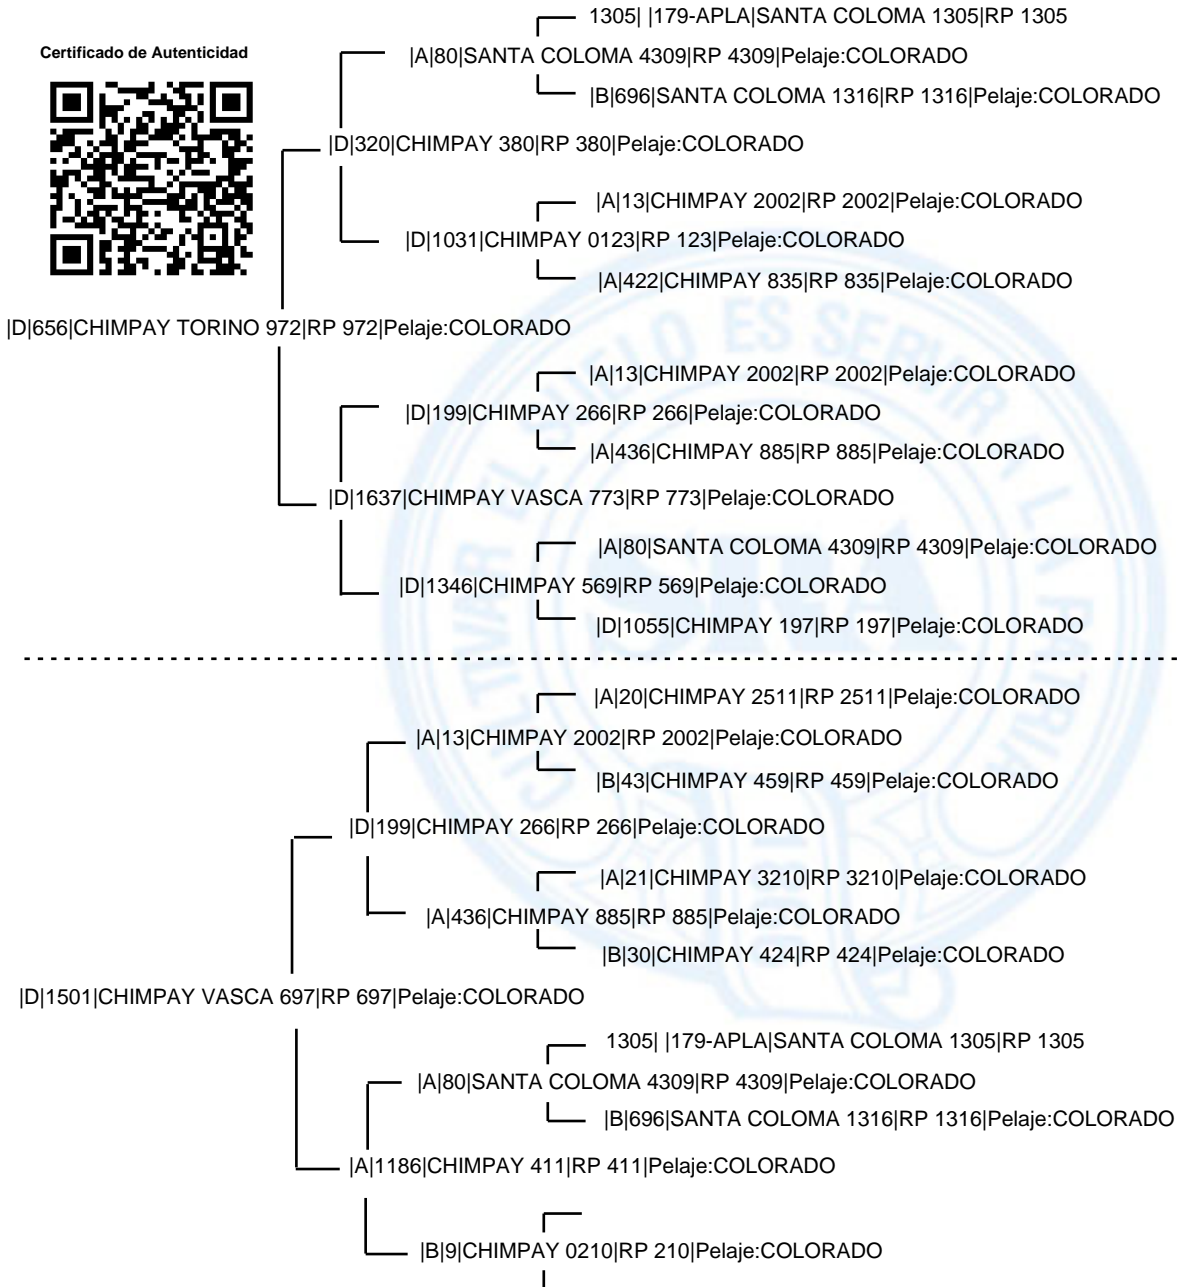 1305| |179-APLA|SANTA COLOMA 1305|RP 1305
Certificado de Autenticidad
|A|80|SANTA COLOMA 4309|RP 4309|Pelaje:COLORADO
|B|696|SANTA COLOMA 1316|RP 1316|Pelaje:COLORADO
|D|320|CHIMPAY 380|RP 380|Pelaje:COLORADO
|A|13|CHIMPAY 2002|RP 2002|Pelaje:COLORADO
|D|1031|CHIMPAY 0123|RP 123|Pelaje:COLORADO
|A|422|CHIMPAY 835|RP 835|Pelaje:COLORADO
|D|656|CHIMPAY TORINO 972|RP 972|Pelaje:COLORADO
|A|13|CHIMPAY 2002|RP 2002|Pelaje:COLORADO
|D|199|CHIMPAY 266|RP 266|Pelaje:COLORADO
|A|436|CHIMPAY 885|RP 885|Pelaje:COLORADO
|D|1637|CHIMPAY VASCA 773|RP 773|Pelaje:COLORADO
|A|80|SANTA COLOMA 4309|RP 4309|Pelaje:COLORADO
|D|1346|CHIMPAY 569|RP 569|Pelaje:COLORADO
|D|1055|CHIMPAY 197|RP 197|Pelaje:COLORADO
|A|20|CHIMPAY 2511|RP 2511|Pelaje:COLORADO
|A|13|CHIMPAY 2002|RP 2002|Pelaje:COLORADO
|B|43|CHIMPAY 459|RP 459|Pelaje:COLORADO
|D|199|CHIMPAY 266|RP 266|Pelaje:COLORADO
|A|21|CHIMPAY 3210|RP 3210|Pelaje:COLORADO
|A|436|CHIMPAY 885|RP 885|Pelaje:COLORADO
|B|30|CHIMPAY 424|RP 424|Pelaje:COLORADO
|D|1501|CHIMPAY VASCA 697|RP 697|Pelaje:COLORADO
1305| |179-APLA|SANTA COLOMA 1305|RP 1305
|A|80|SANTA COLOMA 4309|RP 4309|Pelaje:COLORADO
|B|696|SANTA COLOMA 1316|RP 1316|Pelaje:COLORADO
|A|1186|CHIMPAY 411|RP 411|Pelaje:COLORADO
|B|9|CHIMPAY 0210|RP 210|Pelaje:COLORADO
CULTIVAR EL SUELO ES SERVIR A LA PATRIA
SRA
1866